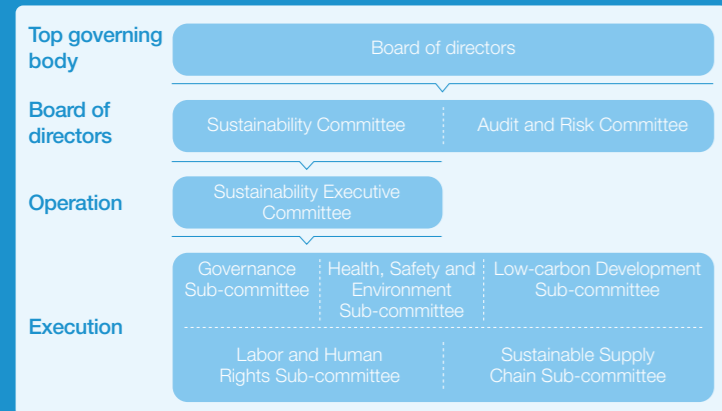 Top governing
body
Board of directors
Board of
directors
Sustainability Committee
Audit and Risk Committee
Operation
Sustainability Executive
Committee
Execution
Governance
Sub-committee
Health, Safety and
Environment
Sub-committee
Low-carbon Development
Sub-committee
Labor and Human
Rights Sub-committee
Sustainable Supply
Chain Sub-committee